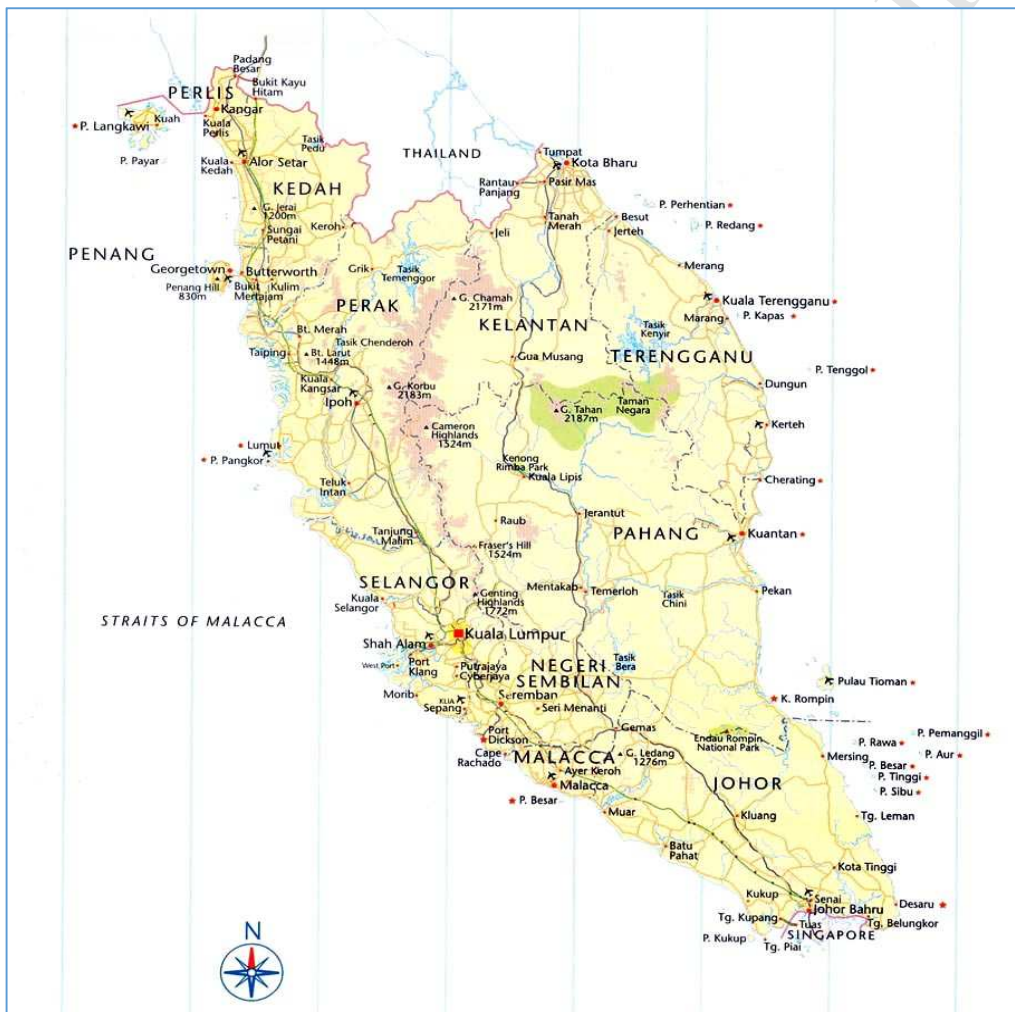 Padang
Besar
Bukit Kayu
Hitam
PERLIS
Kangar
Kuah
P. Langkawi
Kuala
Perlis
Tasik
Pedu
THAILAND
Tumpat
Kota Bharu
P. Payar
Kuala
Kedah
Alor Setar
KEDAH
Rantau
Panjang
Pasir Mas
G. Jerai
1200m
P. Perhentian
Tanah
Merah
Besut
Jerteh
P. Redang
Sungai
Petani
Keroh
Jeli
PENANG
Georgetown
Butterworth
Grik
Tasik
Temenggor
Merang
Penang Hill
830m
Bukit
Mertajam
Kulim
PERAK
G. Chamah
2171m
Kuala Terengganu
Marang
P. Kapas
KELANTAN
Tasik
Kenyir
Bt. Merah
Tasik Chenderoh
Taiping
Bt. Larut
1448m
Gua Musang
TERENGGANU
Kuala
Kangsar
G. Korbu
2183m
P. Tenggol
Dungun
Ipoh
G. Tahan
2187m
Taman
Negara
Cameron
Highlands
1524m
Kerteh
Lumut
P. Pangkor
Kenong
Rimba Park
Kuala Lipis
Teluk
Intan
Cherating
Jerantut
Raub
Tanjung
Malim
PAHANG
Kuantan
Fraser's Hill
1524m
SELANGOR
Mentakab
Temerloh
Tasik
Chini
Pekan
Kuala
Selangor
Genting
Highlands
1772m
STRAITS OF MALACCA
Kuala Lumpur
Shah Alam
West Port
Port
Klang
Putrajaya
Cyberjaya
NEGERI
SEMBILAN
Tasik
Bera
Pulau Tioman
Morib
KLIA
Sepang
Seremban
Seri Menanti
K. Rompin
Port
Dickson
Gemas
Endau Rompin
National Park
P. Pemanggil
P. Rawa
P. Aur
Cape
Rachado
MALACCA
G. Ledang
1276m
Mersing
P. Besar
P. Tinggi
P. Sibu
Ayer Keroh
Malacca
JOHOR
P. Besar
Muar
Kluang
Tg. Leman
Batu
Pahat
Kota Tinggi
Kukup
Senai
Desaru
Johor Bahru
Tg. Kupang
Tuas
Tg. Belungkor
SINGAPORE
P. Kukup
Tg. Piai
N